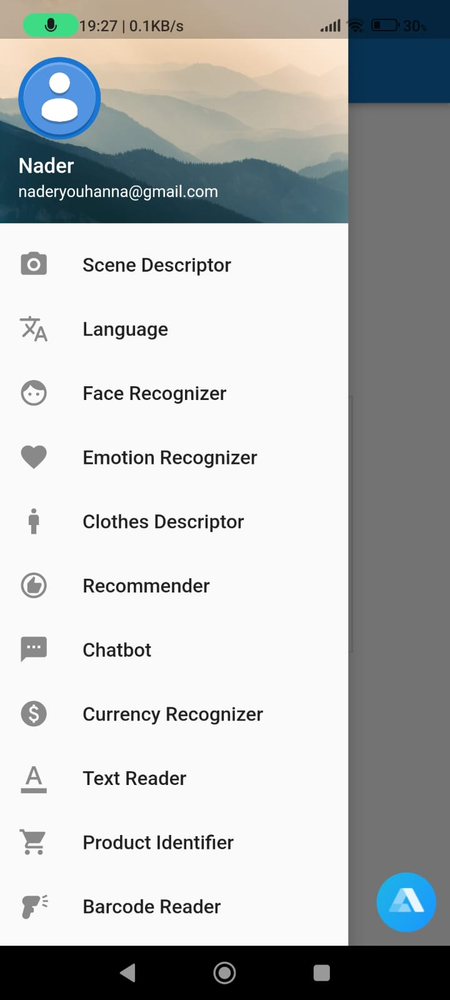 19:27 | 0.1KB/s 30%
Nader
naderyouhanna@gmail.com
Scene Descriptor
Language
Face Recognizer
Emotion Recognizer
Clothes Descriptor
Recommender
Chatbot
Currency Recognizer
Text Reader
Product Identifier
Barcode Reader